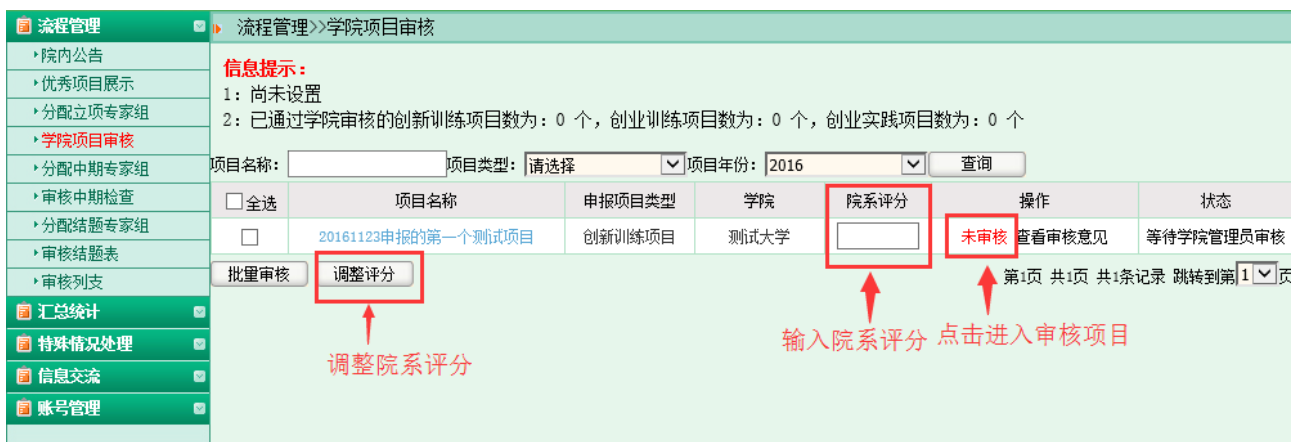 流程管理
院内公告
优秀项目展示
分配立项专家组
学院项目审核
分配中期专家组
审核中期检查
分配结题专家组
审核结题表
审核列支
汇总统计
特殊情况处理
信息交流
账号管理
流程管理>>学院项目审核
信息提示:
1: 尚未设置
2: 已通过学院审核的创新训练项目数为: 0 个, 创业训练项目数为: 0 个, 创业实践项目数为: 0 个
项目名称: 项目类型: 请选择 项目年份: 2016 查询
全选 项目名称 申报项目类型 学院 院系评分 操作 状态
20161123申报的第一个测试项目 创新训练项目 测试大学 未审核 查看审核意见 等待学院管理员审核
批量审核 调整评分 第1页 共1页 共1条记录 跳转到第 1 页
输入院系评分 点击进入审核项目
调整院系评分